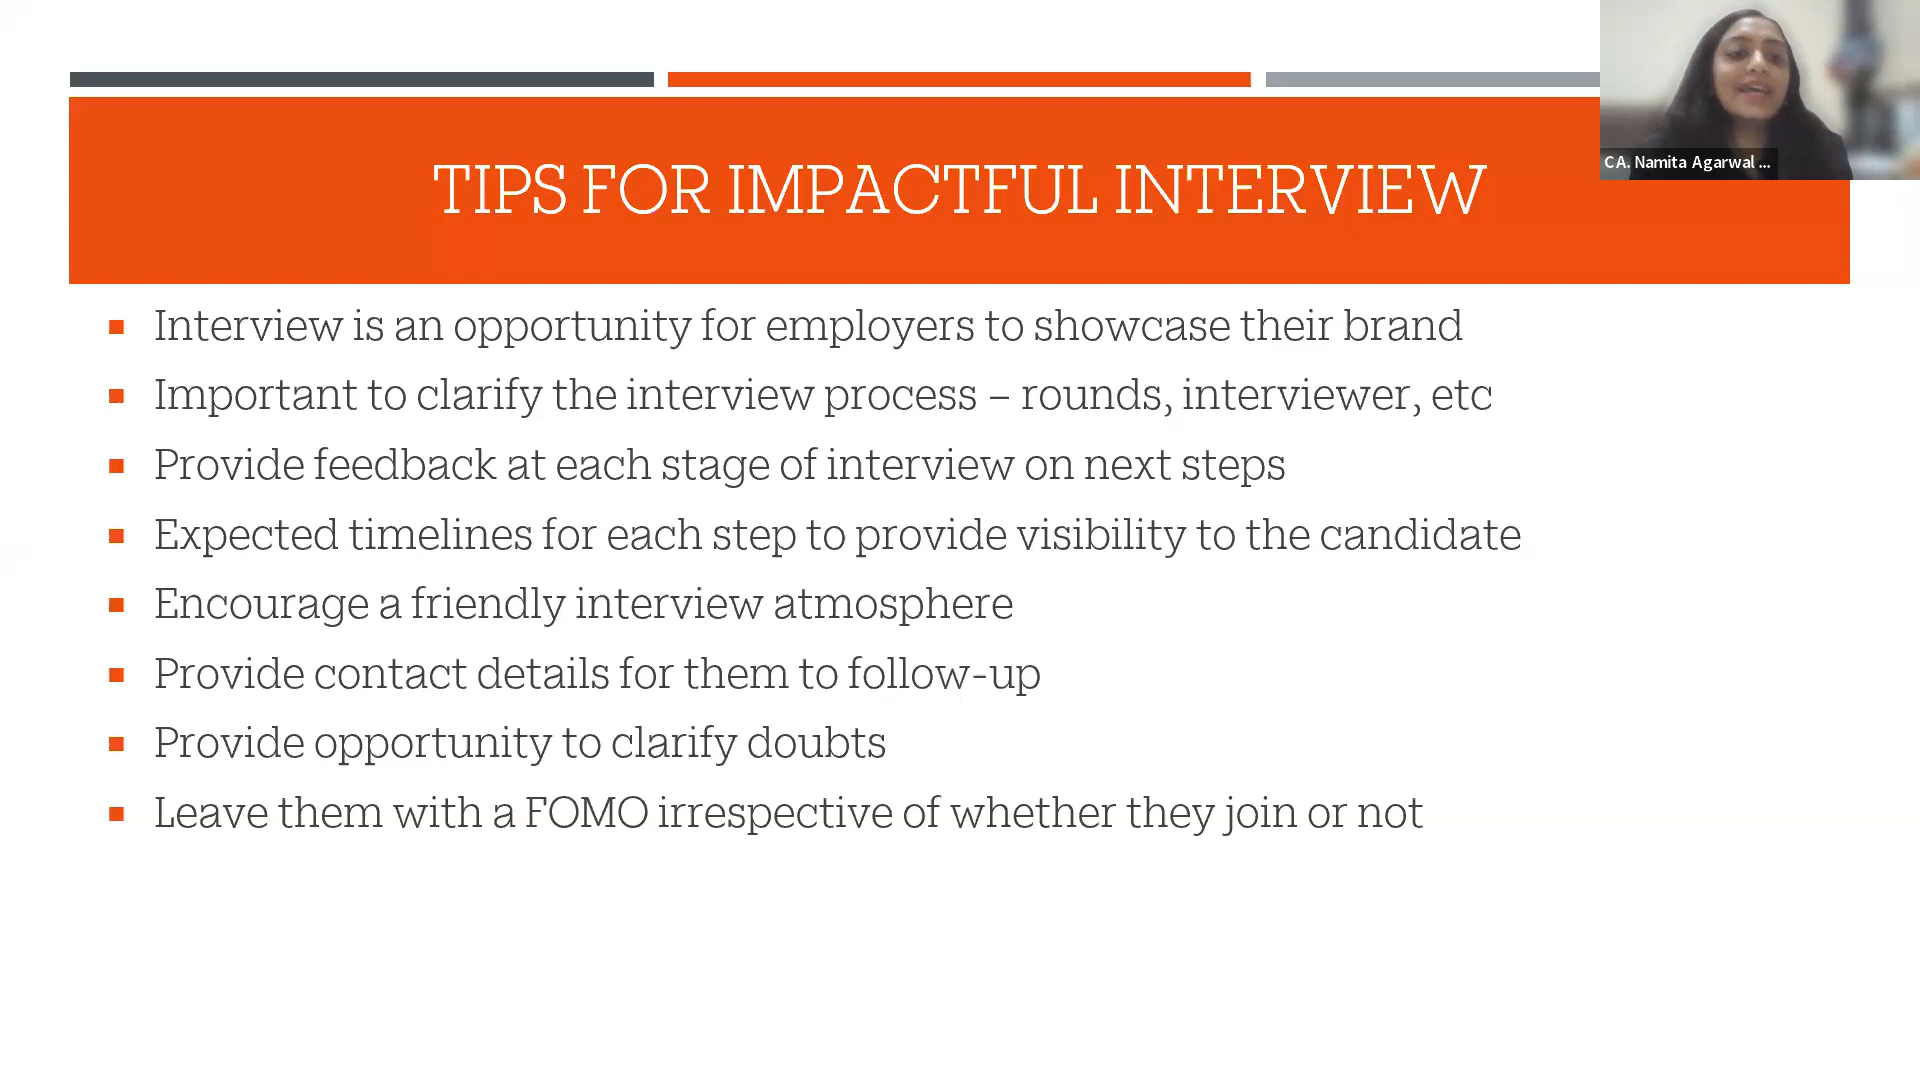 TIPS FOR IMPACTFUL INTERVIEW
CA. Namita Agarwal ...
Interview is an opportunity for employers to showcase their brand
Important to clarify the interview process – rounds, interviewer, etc
Provide feedback at each stage of interview on next steps
Expected timelines for each step to provide visibility to the candidate
Encourage a friendly interview atmosphere
Provide contact details for them to follow-up
Provide opportunity to clarify doubts
Leave them with a FOMO irrespective of whether they join or not